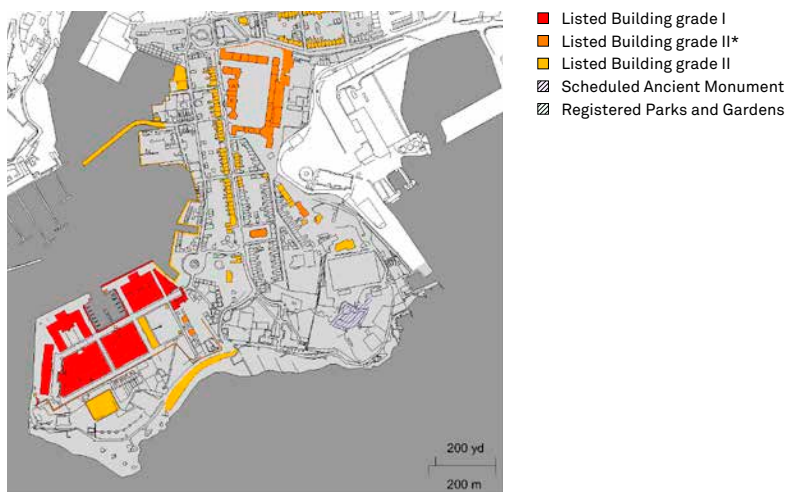 Listed Building grade I
Listed Building grade II*
Listed Building grade II
Scheduled Ancient Monument
Registered Parks and Gardens
200 yd
200 m